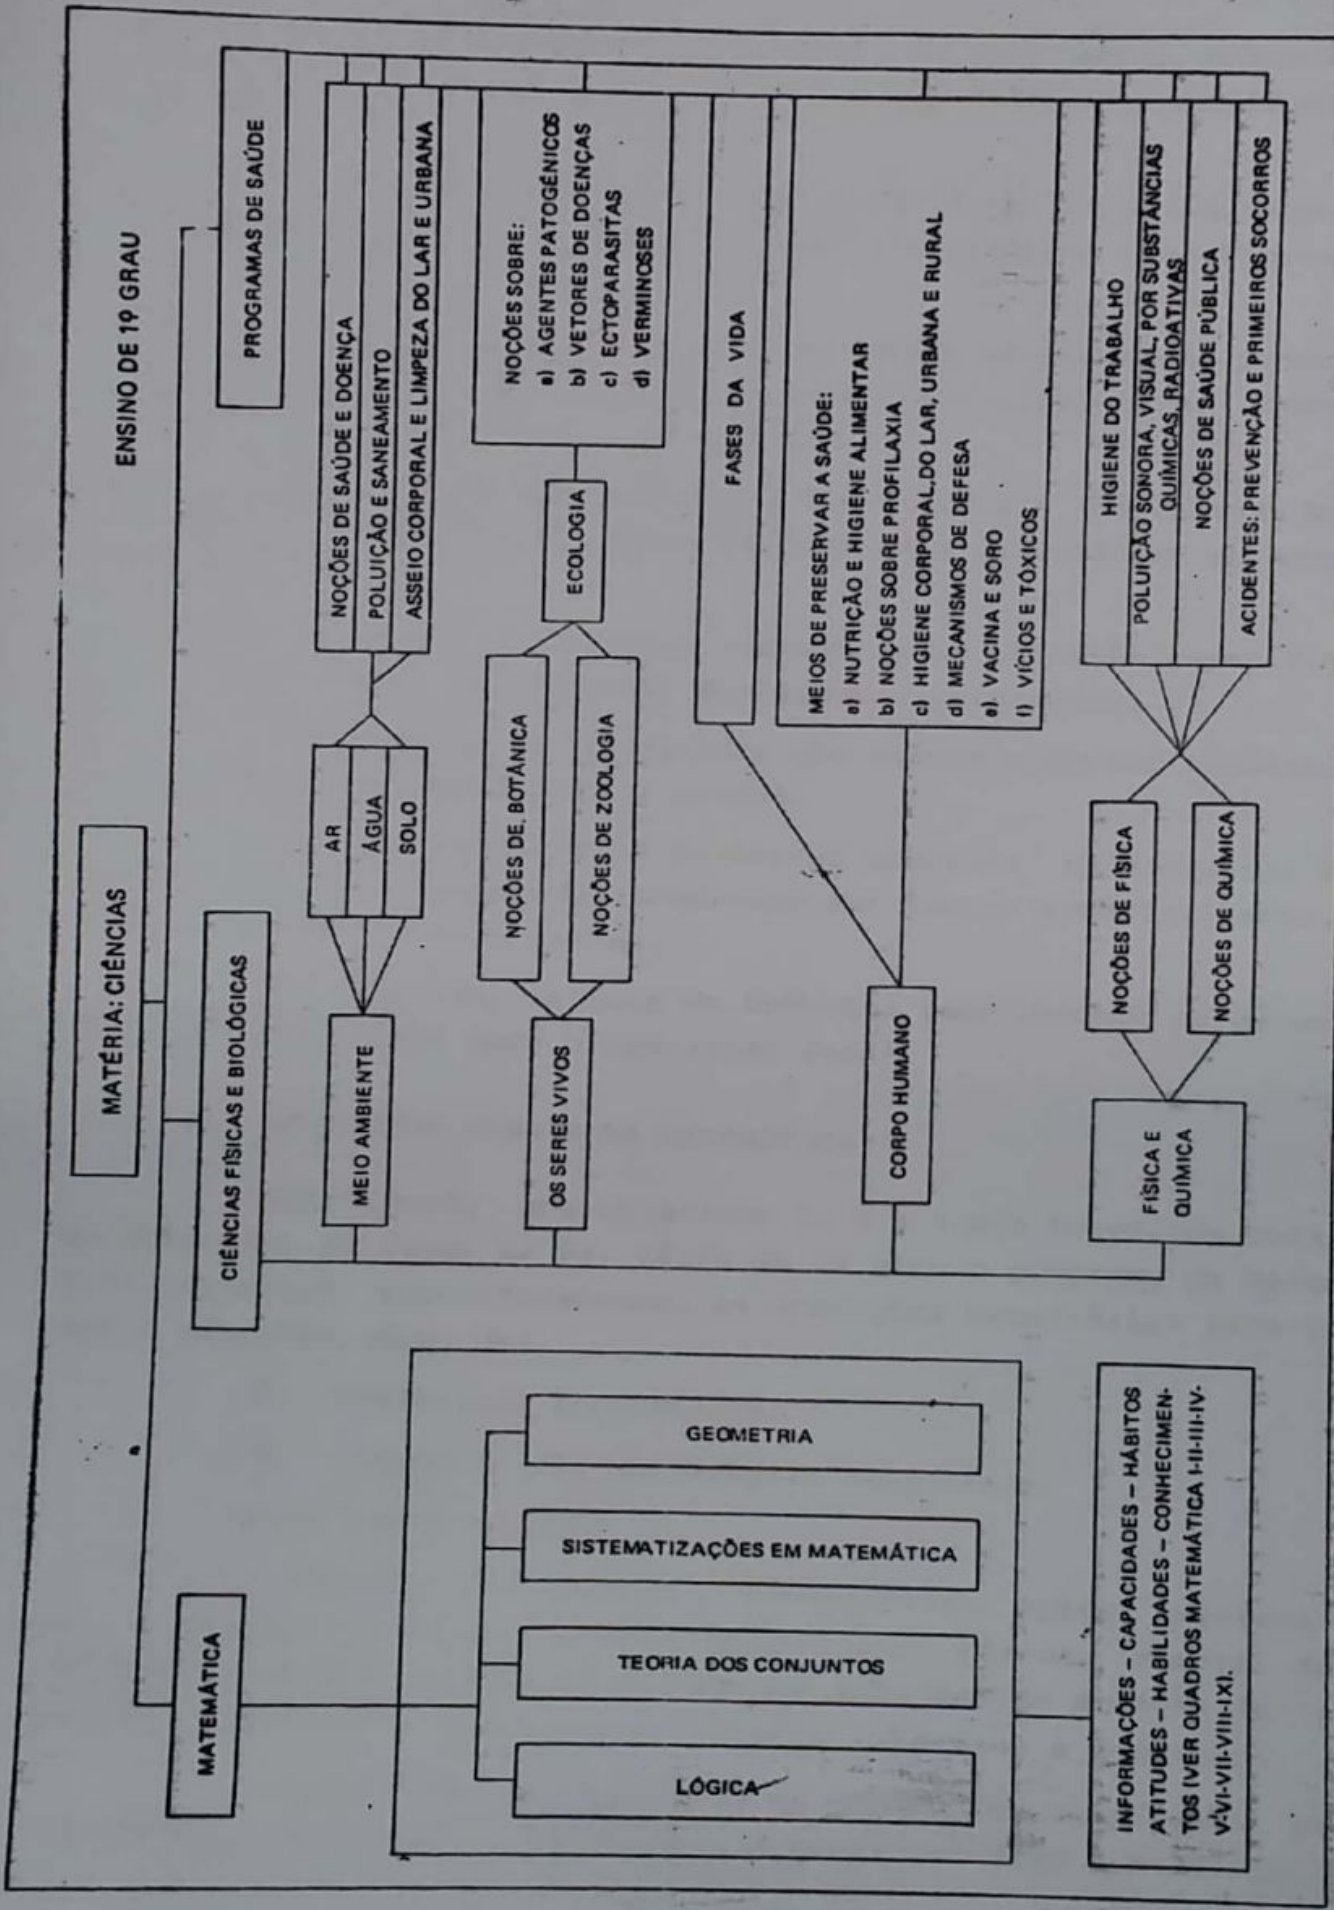 ENSINO DE 1º GRAU
MATÉRIA: CIÊNCIAS
MATEMÁTICA
CIÊNCIAS FÍSICAS E BIOLÓGICAS
PROGRAMAS DE SAÚDE
LÓGICA
TEORIA DOS CONJUNTOS
SISTEMATIZAÇÕES EM MATEMÁTICA
GEOMETRIA
INFORMAÇÕES – CAPACIDADES – HÁBITOS
ATITUDES – HABILIDADES – CONHECIMEN-
TOS (VER QUADROS MATEMÁTICA I-II-III-IV-
V-VI-VII-VIII-IX).
MEIO AMBIENTE
AR
ÁGUA
SOLO
NOÇÕES DE SAÚDE E DOENÇA
POLUIÇÃO E SANEAMENTO
ASSEIO CORPORAL E LIMPEZA DO LAR E URBANA
OS SERES VIVOS
NOÇÕES DE BOTÂNICA
NOÇÕES DE ZOOLOGIA
ECOLOGIA
NOÇÕES SOBRE:
a) AGENTES PATOGÊNICOS
b) VETORES DE DOENÇAS
c) ECTOPARASITAS
d) VERMINOSES
CORPO HUMANO
FASES DA VIDA
MEIOS DE PRESERVAR A SAÚDE:
a) NUTRIÇÃO E HIGIENE ALIMENTAR
b) NOÇÕES SOBRE PROFILAXIA
c) HIGIENE CORPORAL, DO LAR, URBANA E RURAL
d) MECANISMOS DE DEFESA
e) VACINA E SORO
f) VÍCIOS E TÓXICOS
FÍSICA E
QUÍMICA
NOÇÕES DE FÍSICA
NOÇÕES DE QUÍMICA
HIGIENE DO TRABALHO
POLUIÇÃO SONORA, VISUAL, POR SUBSTÂNCIAS
QUÍMICAS, RADIOATIVAS
NOÇÕES DE SAÚDE PÚBLICA
ACIDENTES: PREVENÇÃO E PRIMEIROS SOCORROS